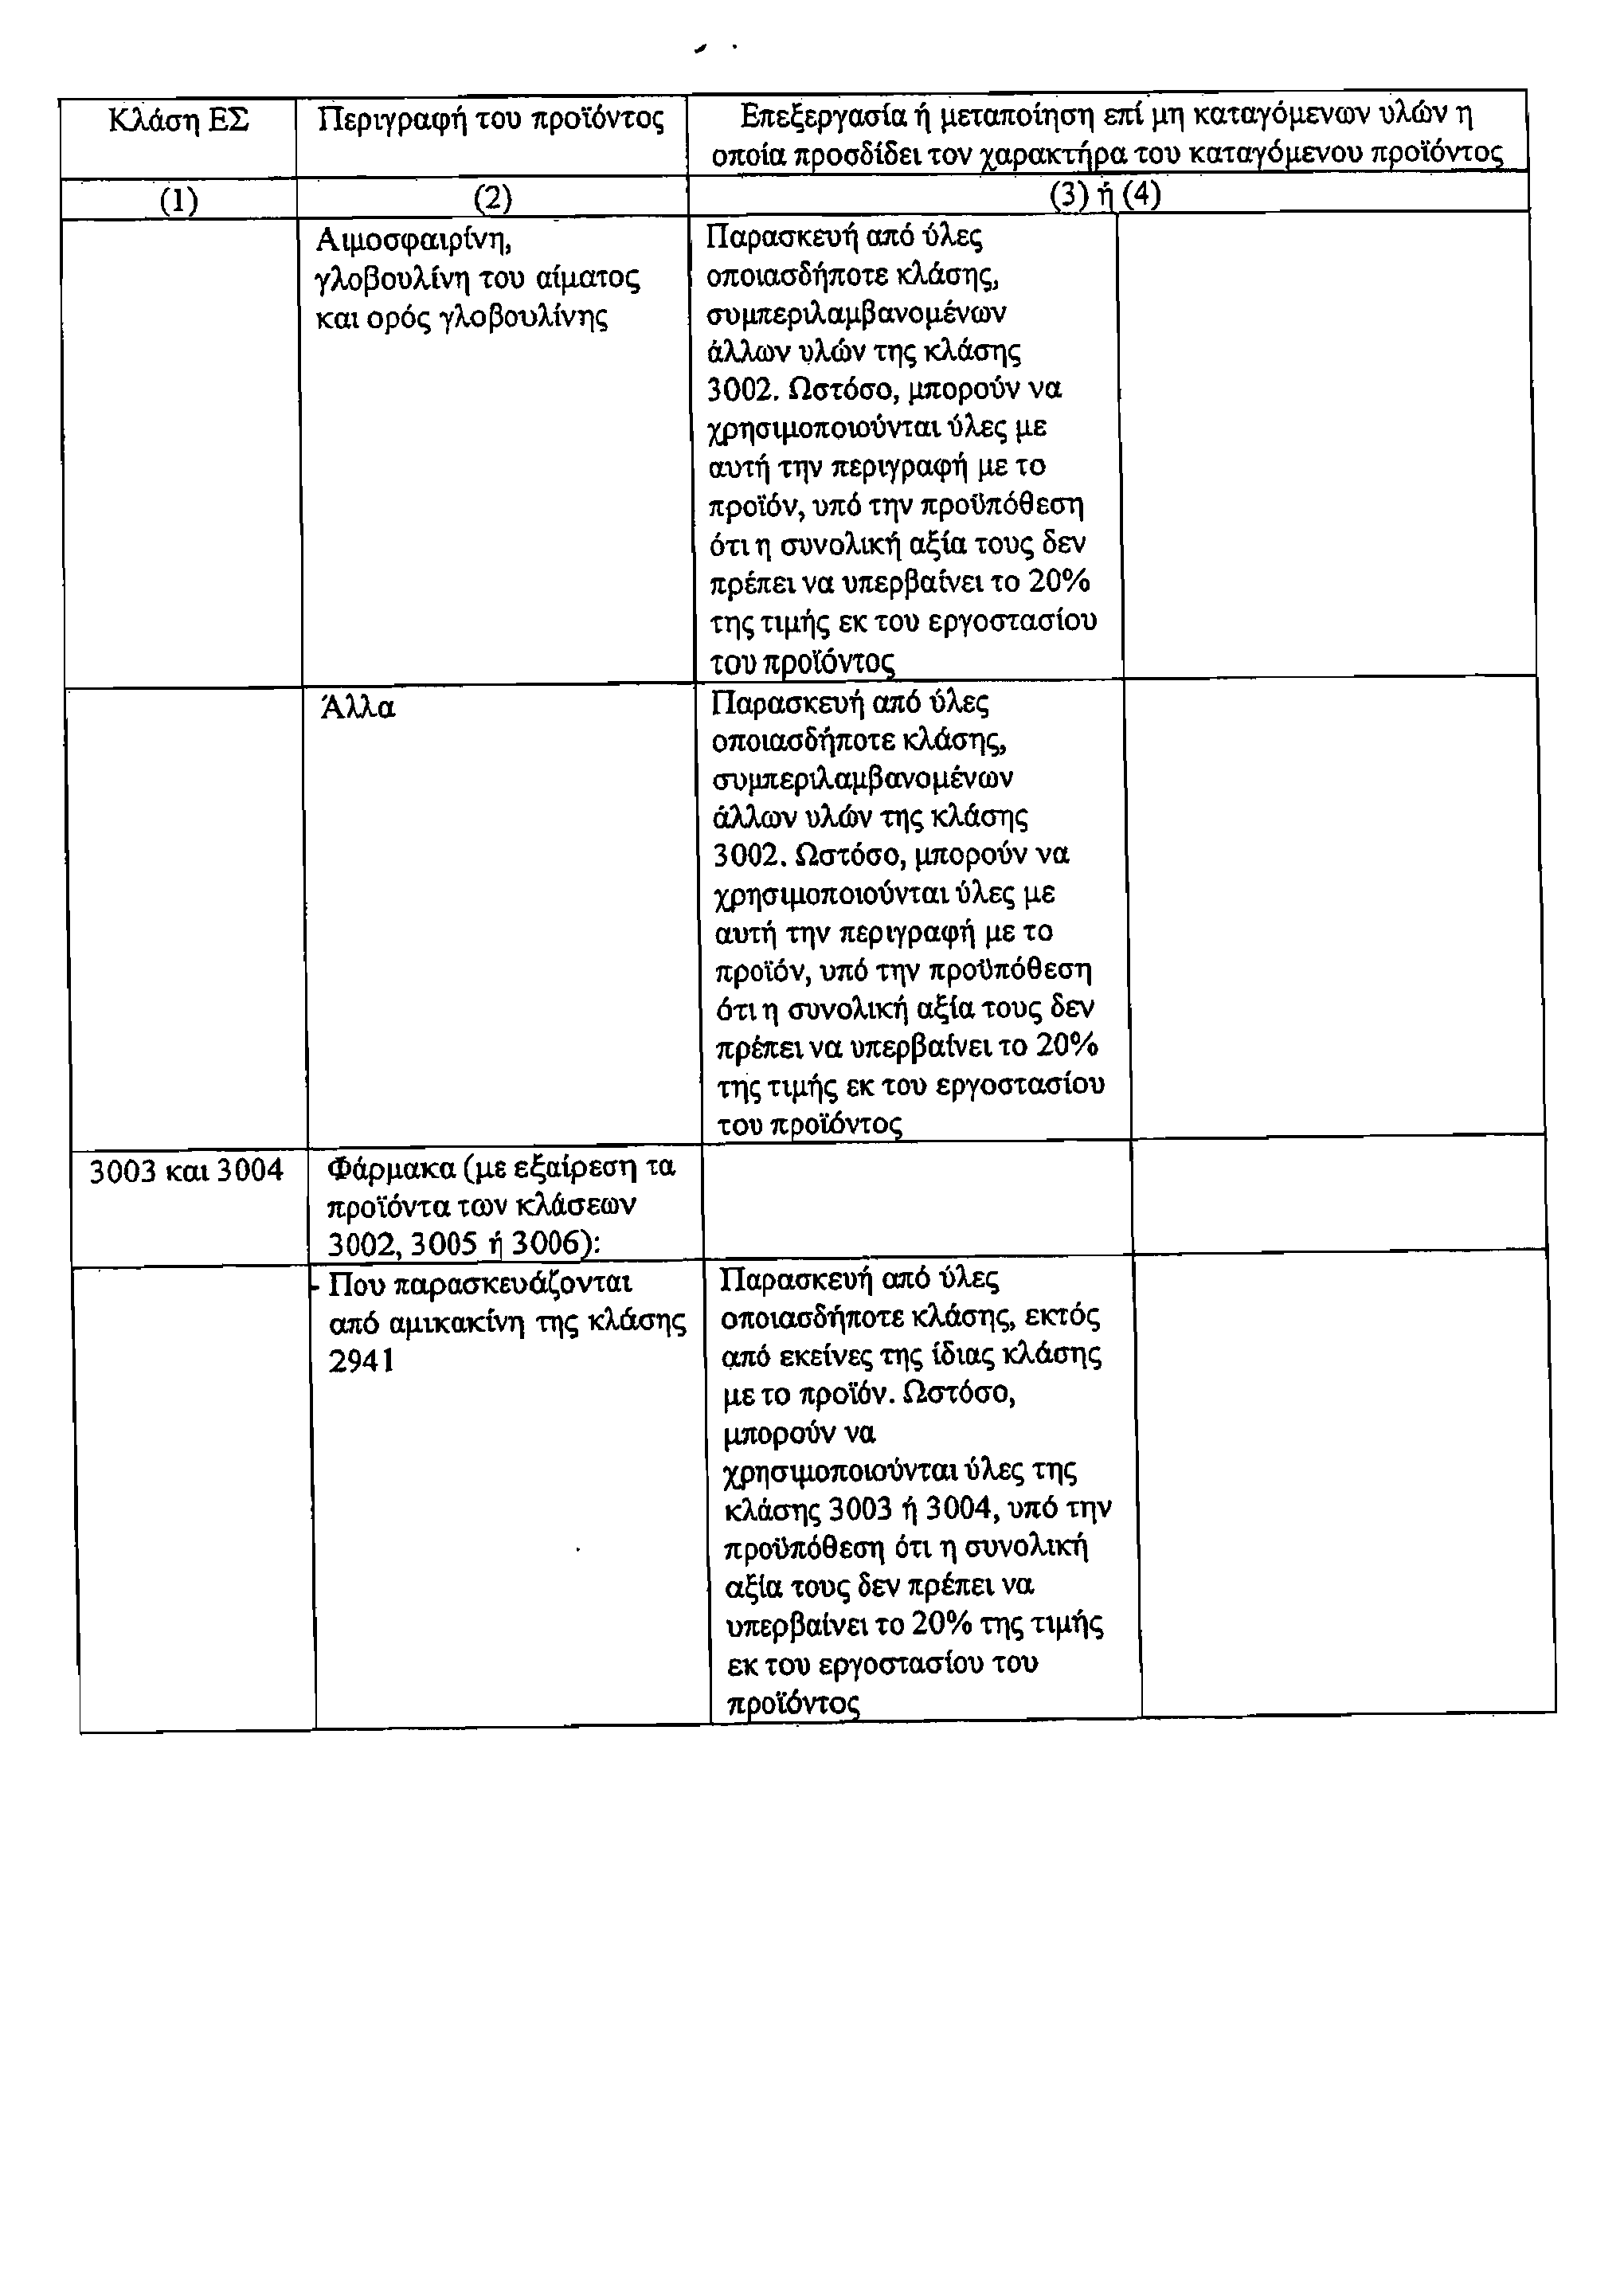 Κλάση ΕΣ
Περιγραφή του προϊόντος
Επεξεργασία ή μεταποίηση επί μη καταγόμενων υλών η
οποία προσδίδει τον χαρακτήρα του καταγόμενου προϊόντος
(1)
(2)
(3) ή (4)
Αιμοσφαιρίνη,
γλοβουλίνη του αίματος
και ορός γλοβουλίνης
Παρασκευή από ύλες
οποιασδήποτε κλάσης,
συμπεριλαμβανομένων
άλλων υλών της κλάσης
3002. Ωστόσο, μπορούν να
χρησιμοποιούνται ύλες με
αυτή την περιγραφή με το
προϊόν, υπό την προϋπόθεση
ότι η συνολική αξία τους δεν
πρέπει να υπερβαίνει το 20%
της τιμής εκ του εργοστασίου
του προϊόντος
Άλλα
Παρασκευή από ύλες
οποιασδήποτε κλάσης,
συμπεριλαμβανομένων
άλλων υλών της κλάσης
3002. Ωστόσο, μπορούν να
χρησιμοποιούνται ύλες με
αυτή την περιγραφή με το
προϊόν, υπό την προϋπόθεση
ότι η συνολική αξία τους δεν
πρέπει να υπερβαίνει το 20%
της τιμής εκ του εργοστασίου
του προϊόντος
3003 και 3004
Φάρμακα (με εξαίρεση τα
προϊόντα των κλάσεων
3002, 3005 ή 3006):
- Που παρασκευάζονται
από αμικακίνη της κλάσης
2941
Παρασκευή από ύλες
οποιασδήποτε κλάσης, εκτός
από εκείνες της ίδιας κλάσης
με το προϊόν. Ωστόσο,
μπορούν να
χρησιμοποιούνται ύλες της
κλάσης 3003 ή 3004, υπό την
προϋπόθεση ότι η συνολική
αξία τους δεν πρέπει να
υπερβαίνει το 20% της τιμής
εκ του εργοστασίου του
προϊόντος